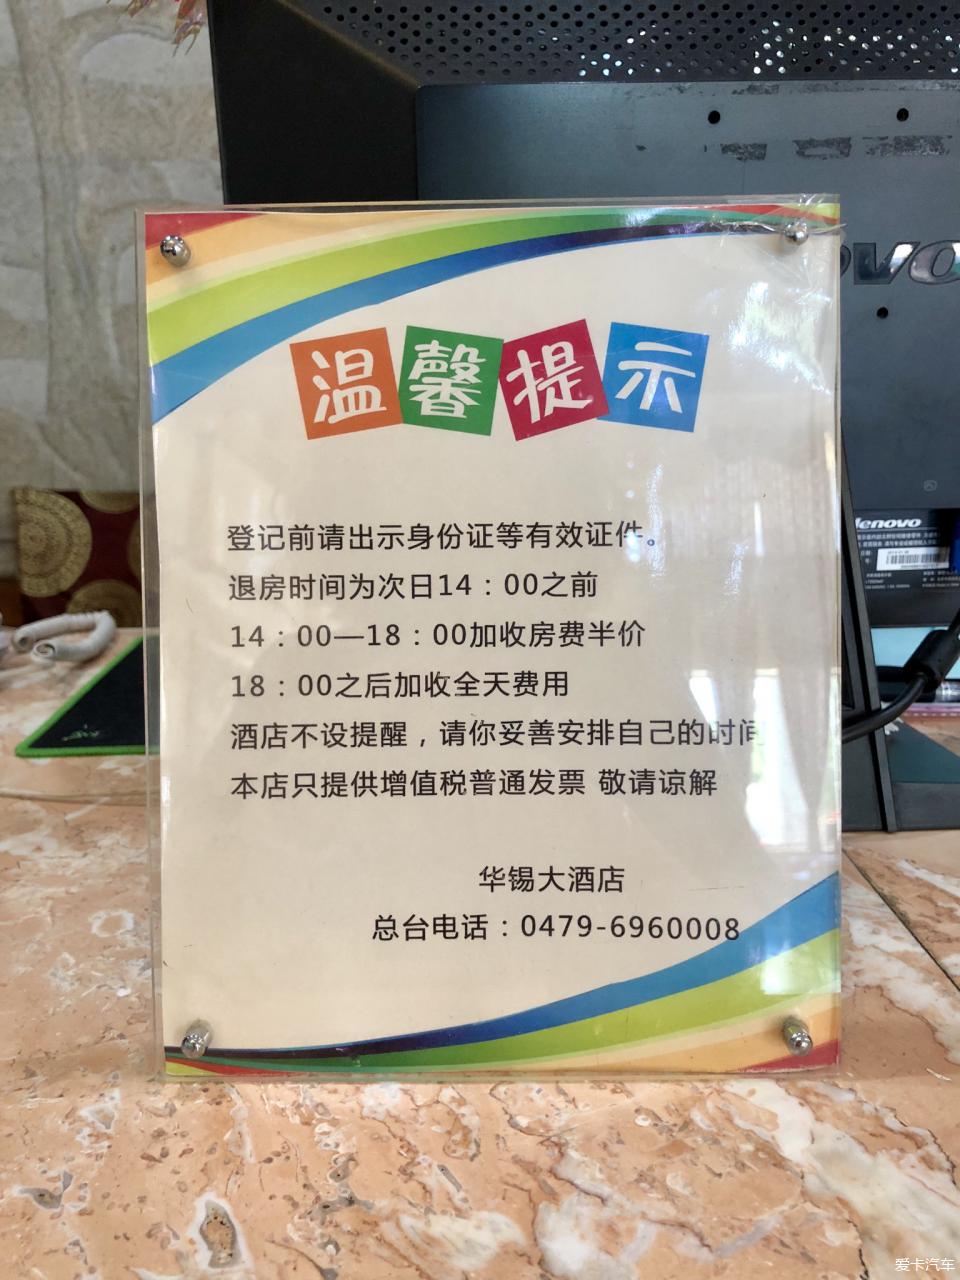 温馨提示
登记前请出示身份证等有效证件。
退房时间为次日14：00之前
14：00—18：00加收房费半价
18：00之后加收全天费用
酒店不设提醒，请你妥善安排自己的时间
本店只提供增值税普通发票 敬请谅解
华锡大酒店
总台电话：0479-6960008
lenovo
爱卡汽车